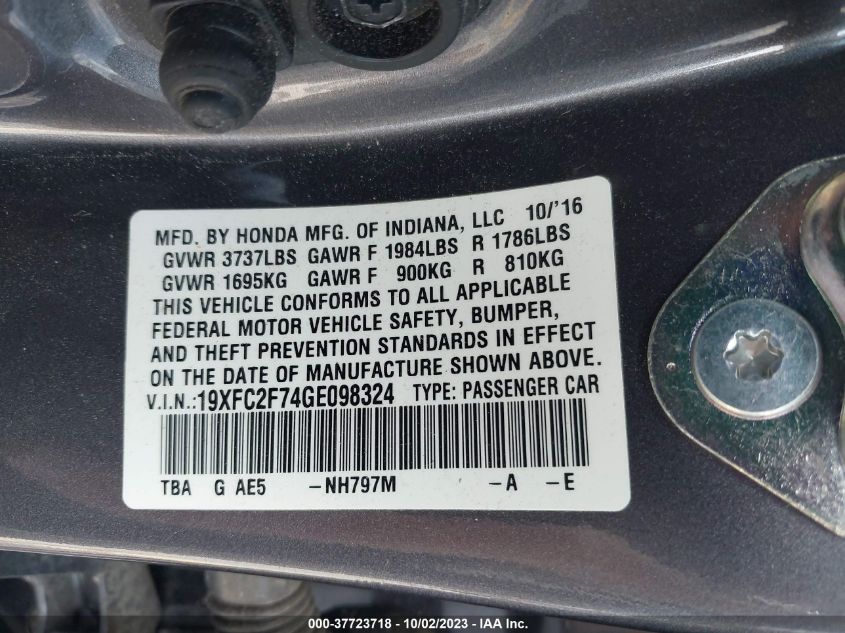 MFD. BY HONDA MFG. OF INDIANA, LLC 10/'16
GVWR 3737LBS GAWR F 1984LBS R 1786LBS
GVWR 1695KG GAWR F 900KG R 810KG
THIS VEHICLE CONFORMS TO ALL APPLICABLE
FEDERAL MOTOR VEHICLE SAFETY, BUMPER,
AND THEFT PREVENTION STANDARDS IN EFFECT
ON THE DATE OF MANUFACTURE SHOWN ABOVE.
V.I.N.:19XFC2F74GE098324 TYPE: PASSENGER CAR
TBA G AE5 -NH797M -A -E
000-37723718 - 10/02/2023 - IAA Inc.